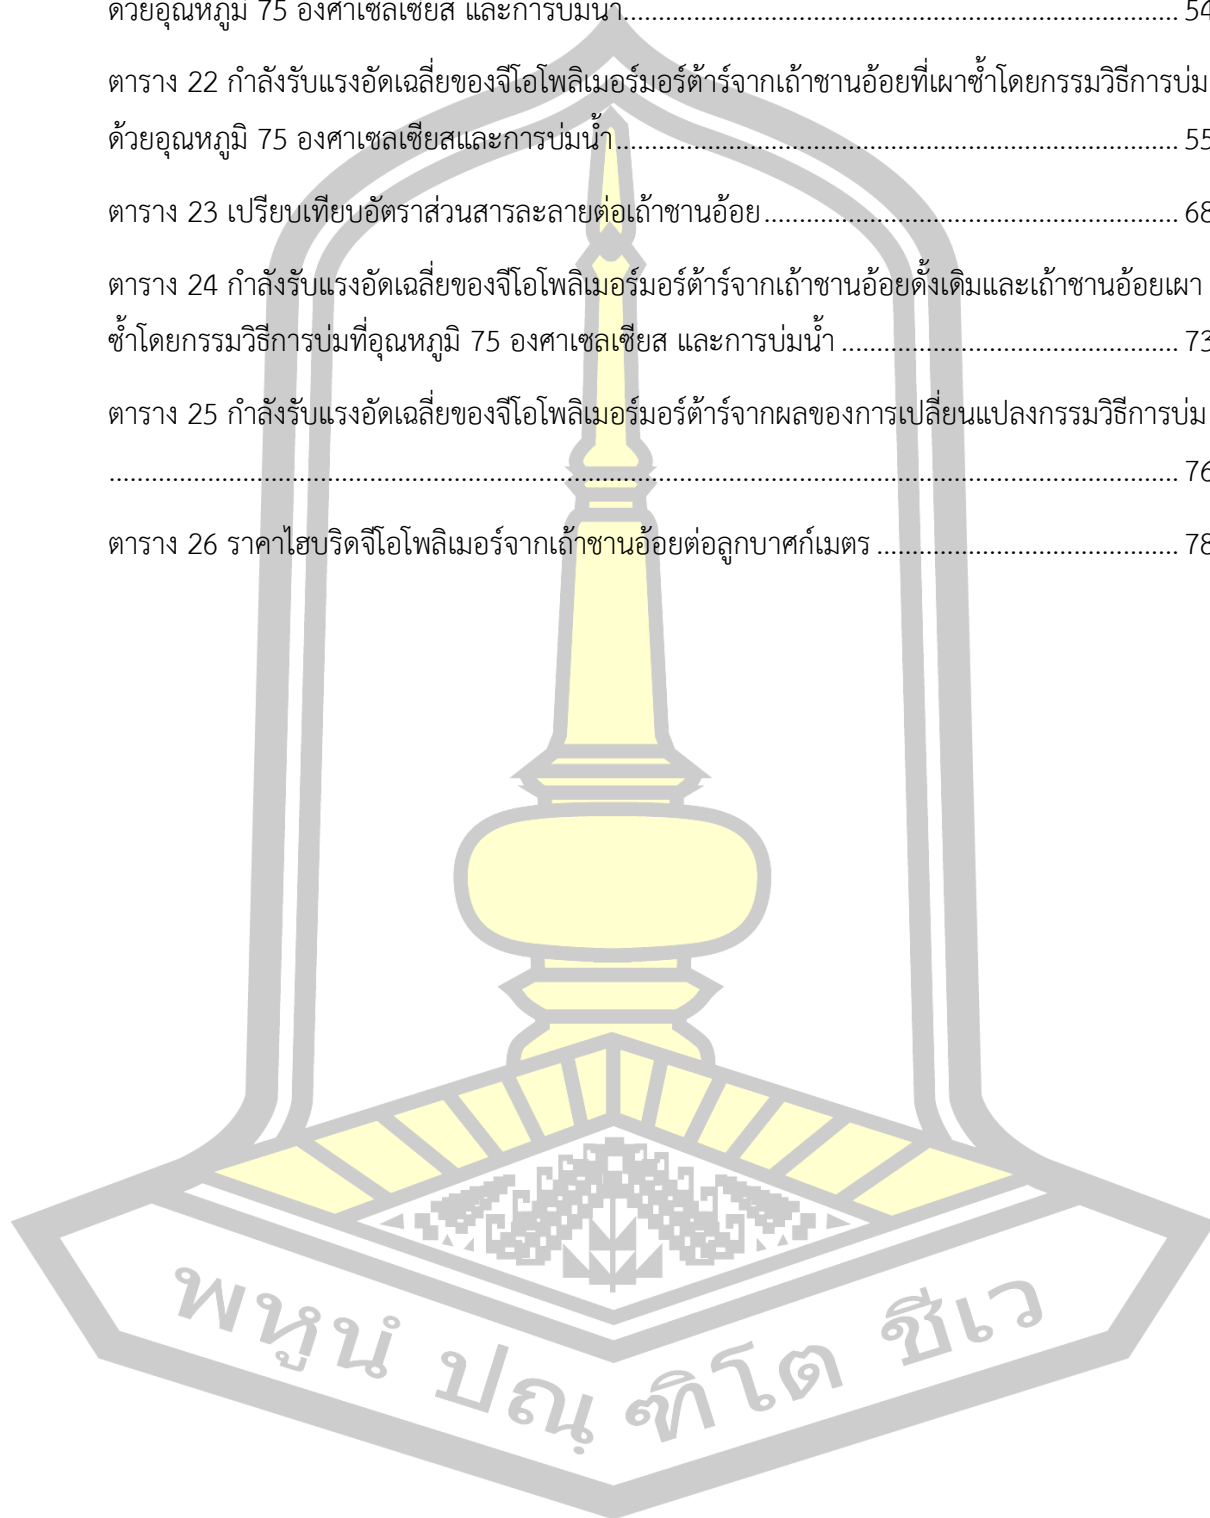 ด้วยอุณหภูมิ 75 องศาเซลเซียส และการบ่มน้ำ........................................ 54
ตาราง 22 กำลังรับแรงอัดเฉลี่ยของจีโอโพลิเมอร์มอร์ต้าร์จากเถ้าชานอ้อยที่เผาซ้ำโดยกรรมวิธีการบ่ม
ด้วยอุณหภูมิ 75 องศาเซลเซียสและการบ่มน้ำ........................................ 55
ตาราง 23 เปรียบเทียบอัตราส่วนสารละลายต่อเถ้าชานอ้อย........................................ 68
ตาราง 24 กำลังรับแรงอัดเฉลี่ยของจีโอโพลิเมอร์มอร์ต้าร์จากเถ้าชานอ้อยดั้งเดิมและเถ้าชานอ้อยเผา
ซ้ำโดยกรรมวิธีการบ่มที่อุณหภูมิ 75 องศาเซลเซียส และการบ่มน้ำ........................................ 73
ตาราง 25 กำลังรับแรงอัดเฉลี่ยของจีโอโพลิเมอร์มอร์ต้าร์จากผลของการเปลี่ยนแปลงกรรมวิธีการบ่ม
........................................ 76
ตาราง 26 ราคาไฮบริดจีโอโพลิเมอร์จากเถ้าชานอ้อยต่อลูกบาศก์เมตร........................................ 78
พหูนํ ปณฺ ฑิโต ชีเว